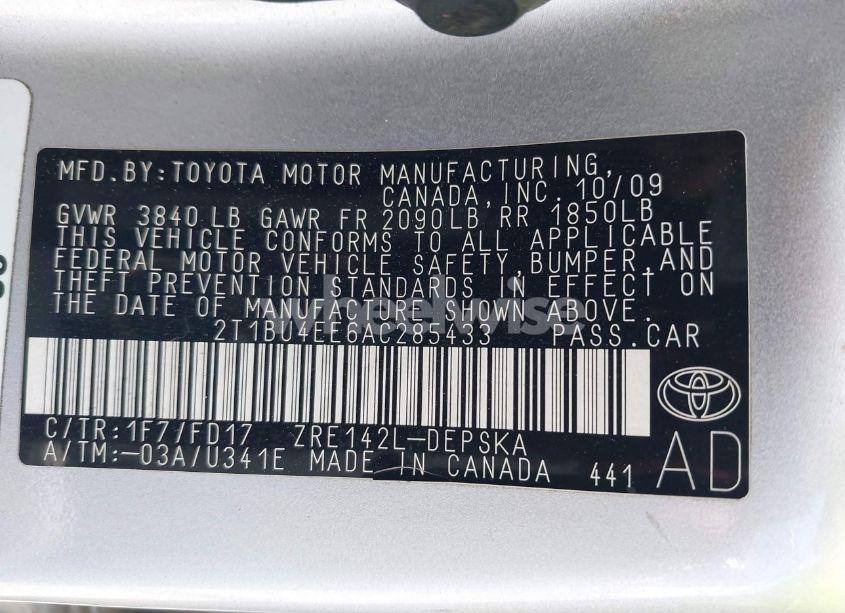 MFD.BY:TOYOTA MOTOR MANUFACTURING,
CANADA,INC. 10/09
GVWR 3840 LB GAWR FR 2090LB RR 1850LB
THIS VEHICLE CONFORMS TO ALL APPLICABLE
FEDERAL MOTOR VEHICLE SAFETY,BUMPER,AND
THEFT PREVENTION STANDARDS IN EFFECT ON
THE DATE OF MANUFACTURE SHOWN ABOVE.
2T1BU4EE6AC285433 PASS.CAR
C/TR:1F7/FD17 ZRE142L-DEPSKA
A/TM:-03A/U341E MADE IN CANADA 441
AD